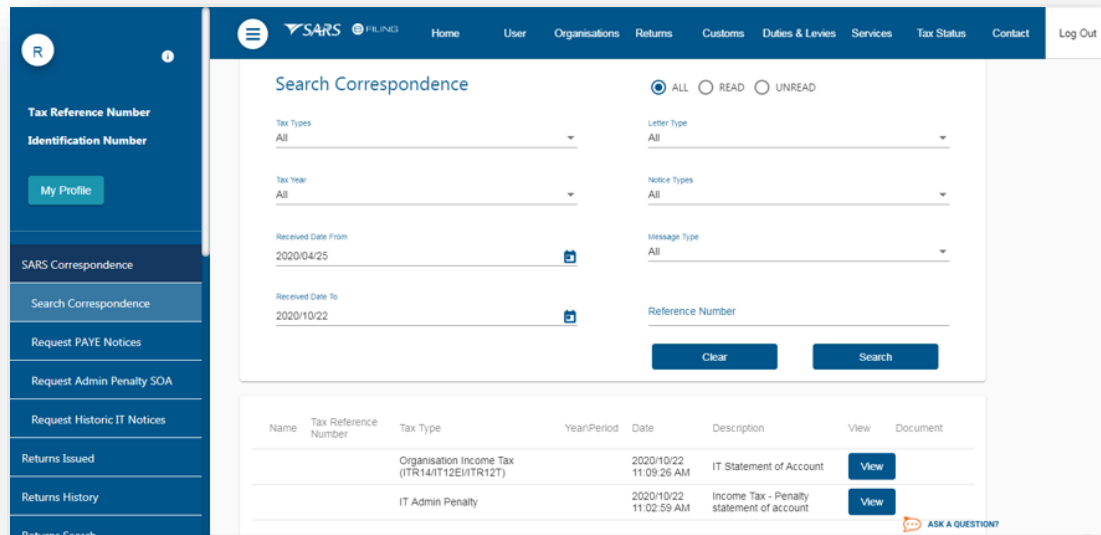 R
i
Tax Reference Number
Identification Number
My Profile
SARS Correspondence
Search Correspondence
Request PAYE Notices
Request Admin Penalty SOA
Request Historic IT Notices
Returns Issued
Returns History
Returns Search
SARS e FILING Home User Organisations Returns Customs Duties & Levies Services Tax Status Contact Log Out
Search Correspondence
ALL READ UNREAD
Tax Types
All
Letter Type
All
Tax Year
All
Notice Types
All
Received Date From
2020/04/25
Message Type
All
Received Date To
2020/10/22
Reference Number
Clear Search
Name Tax Reference Number Tax Type Year\Period Date Description View Document
Organisation Income Tax
(ITR14/IT12EI/ITR12T)
2020/10/22
11:09:26 AM
IT Statement of Account
View
IT Admin Penalty
2020/10/22
11:02:59 AM
Income Tax - Penalty
statement of account
View
ASK A QUESTION?